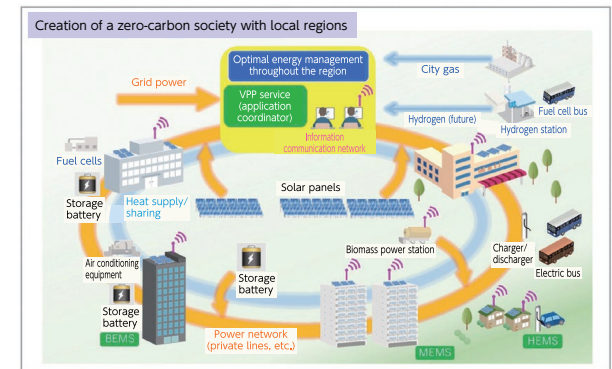 Creation of a zero-carbon society with local regions
Optimal energy management
throughout the region
City gas
Grid power
VPP service
(application
coordinator)
Information
communication network
Hydrogen (future)
Fuel cell bus
Hydrogen station
Fuel cells
Storage
battery
Heat supply/
sharing
Solar panels
Air conditioning
equipment
Storage
battery
Storage
battery
Biomass power station
Charger/
discharger
Electric bus
BEMS
Power network
(private lines, etc.)
MEMS
HEMS